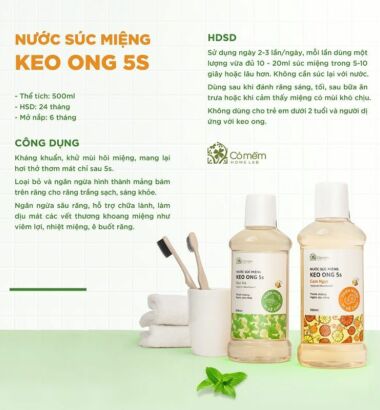 NƯỚC SÚC MIỆNG
KEO ONG 5S
- Thể tích: 500ml
- HSD: 24 tháng
- Mở nắp: 6 tháng
CÔNG DỤNG
Kháng khuẩn, khử mùi hôi miệng, mang lại
hơi thở thơm mát chỉ sau 5s.
Loại bỏ và ngăn ngừa hình thành mảng bám
trên răng cho răng trắng sạch, sáng khỏe.
Ngăn ngừa sâu răng, hỗ trợ chữa lành, làm
dịu mát các vết thương khoang miệng như
viêm lợi, nhiệt miệng, ê buốt răng.
HDSD
Sử dụng ngày 2-3 lần/ngày, mỗi lần dùng một
lượng vừa đủ 10 - 20ml súc miệng trong 5-10
giây hoặc lâu hơn. Không cần súc lại với nước.
Dùng sau khi đánh răng sáng, tối, sau bữa ăn
trưa hoặc khi cảm thấy miệng có mùi khó chịu.
Không dùng cho trẻ em dưới 2 tuổi và người dị
ứng với keo ong.
Cỏ mềm
HOME LAB
NƯỚC SÚC MIỆNG
KEO ONG 5s
NƯỚC SÚC MIỆNG
KEO ONG 5s
Cam Ngọt